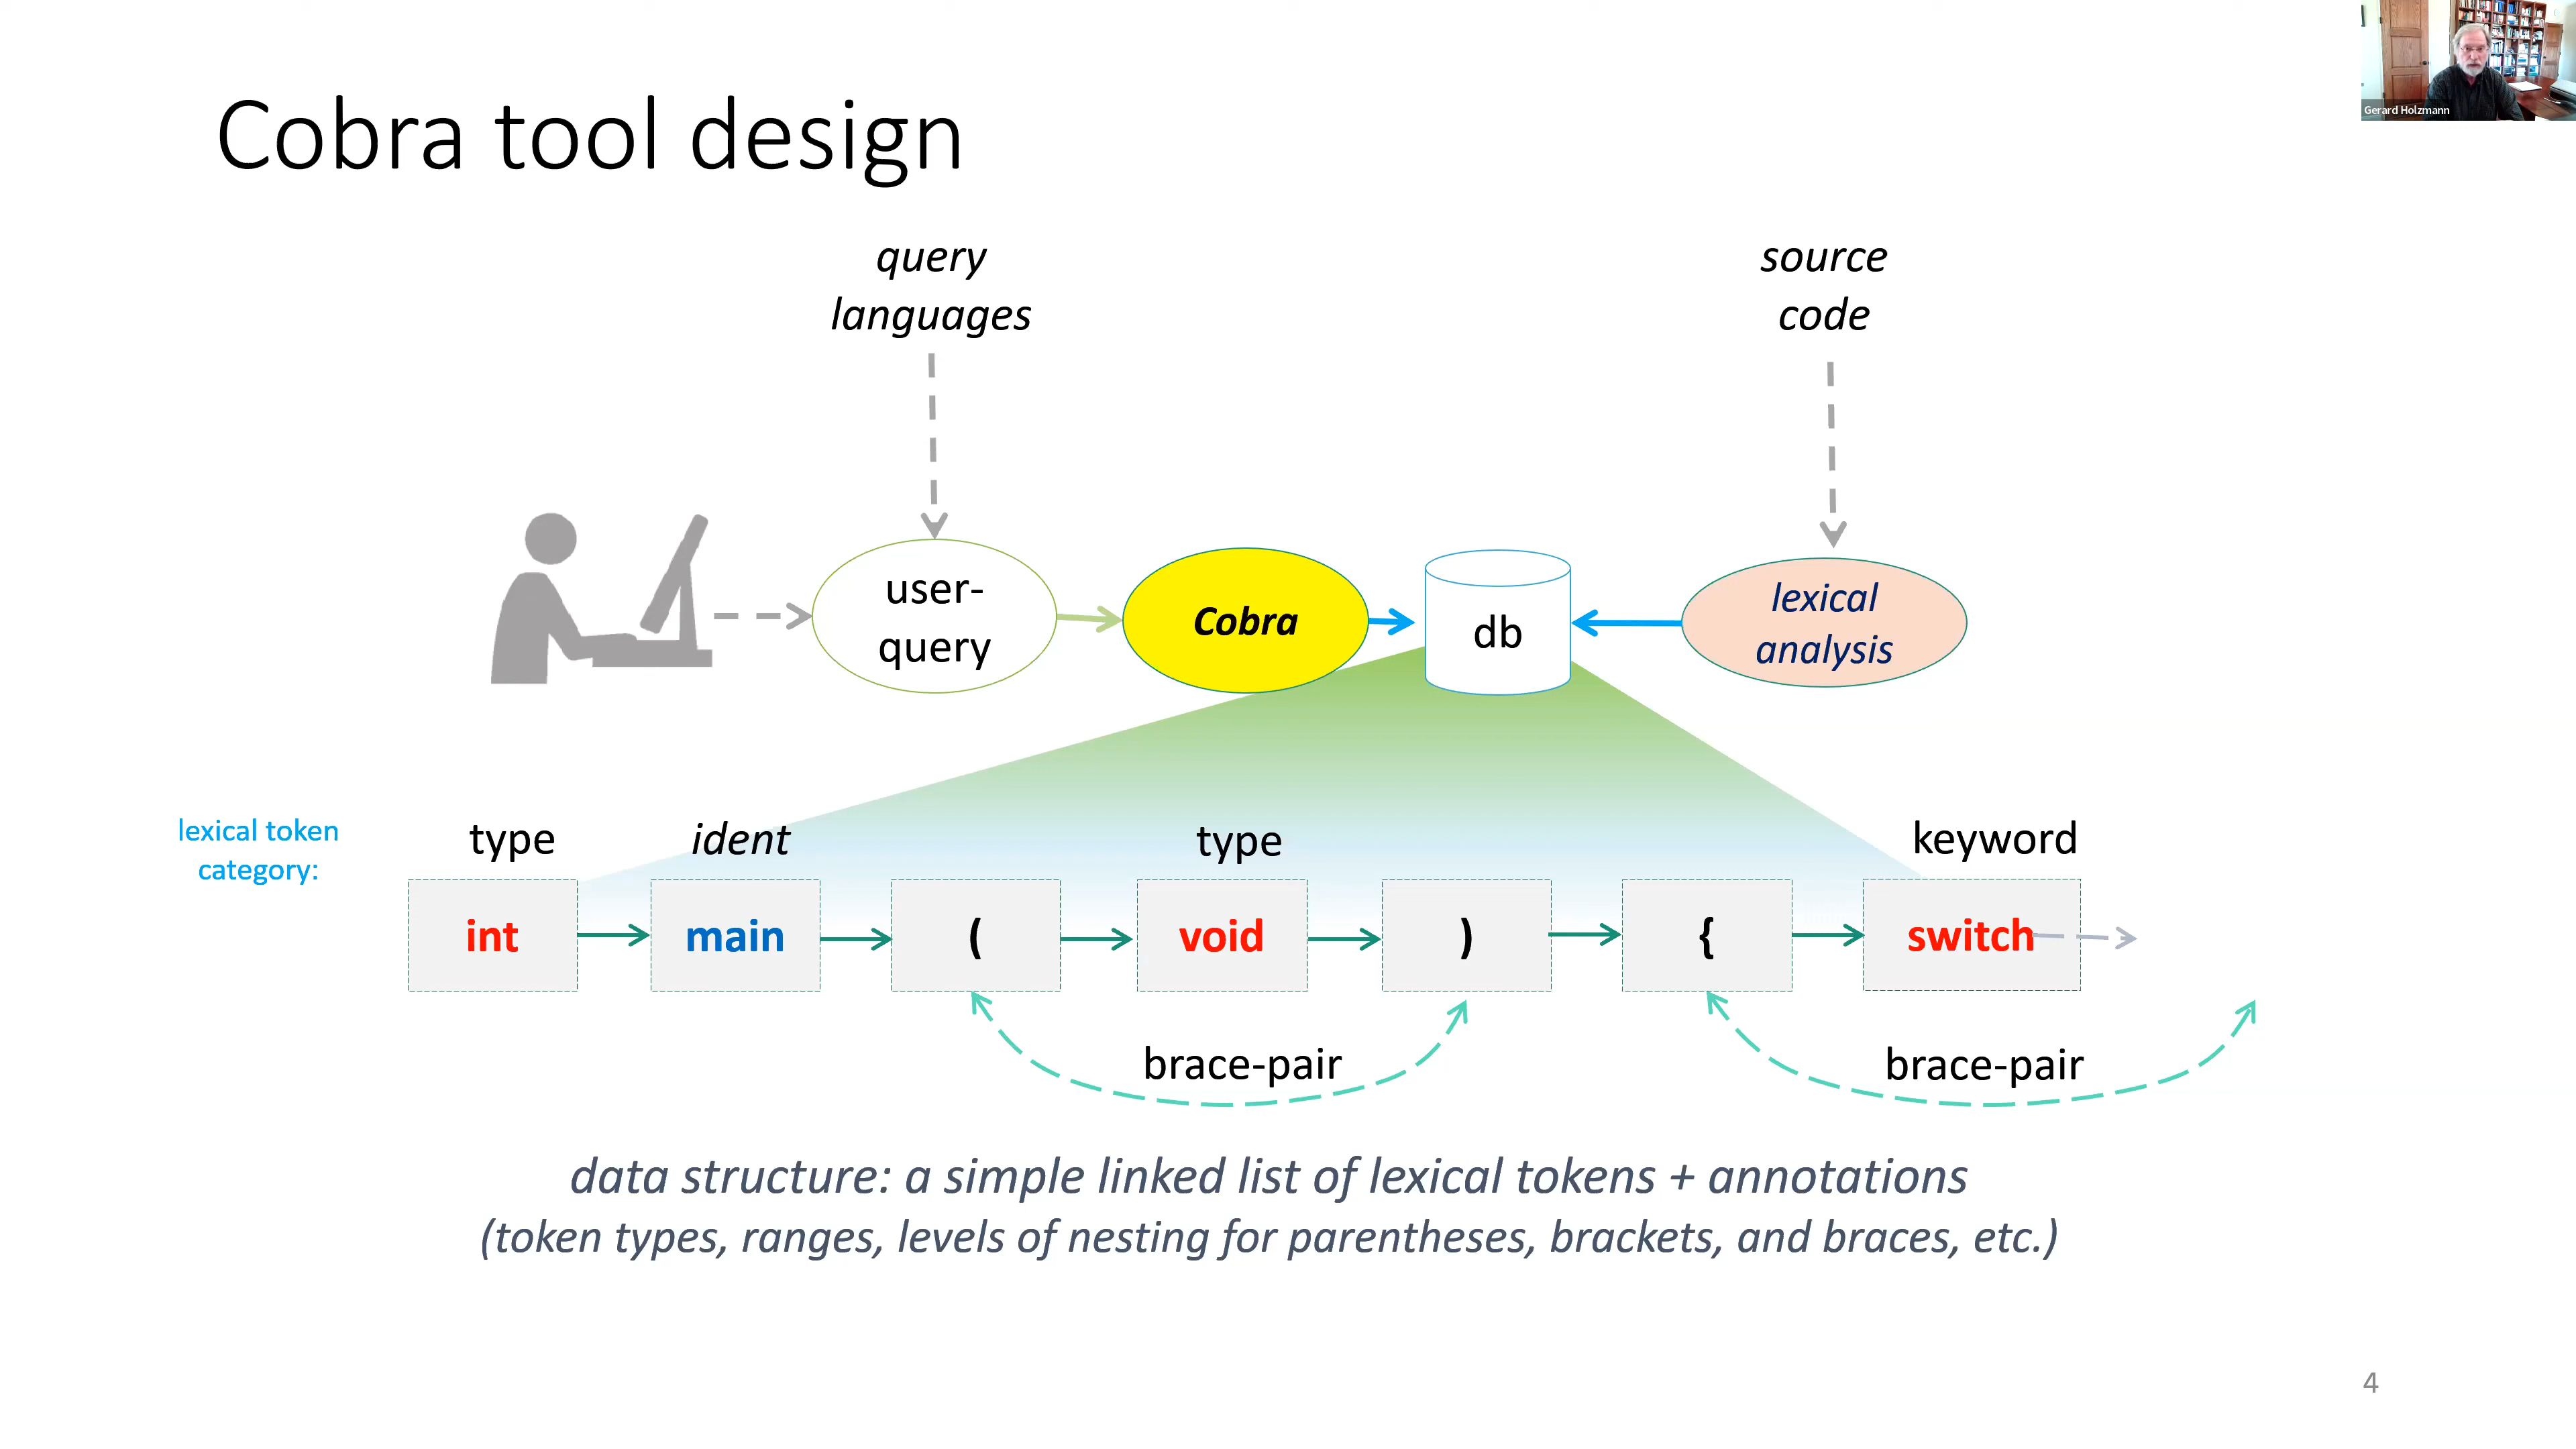 Gerard Holzmann
Cobra tool design
query
languages
source
code
user-
query
Cobra
db
lexical
analysis
lexical token
category:
type
ident
type
keyword
int
main
(
void
)
{
switch
brace-pair
brace-pair
data structure: a simple linked list of lexical tokens + annotations
(token types, ranges, levels of nesting for parentheses, brackets, and braces, etc.)
4